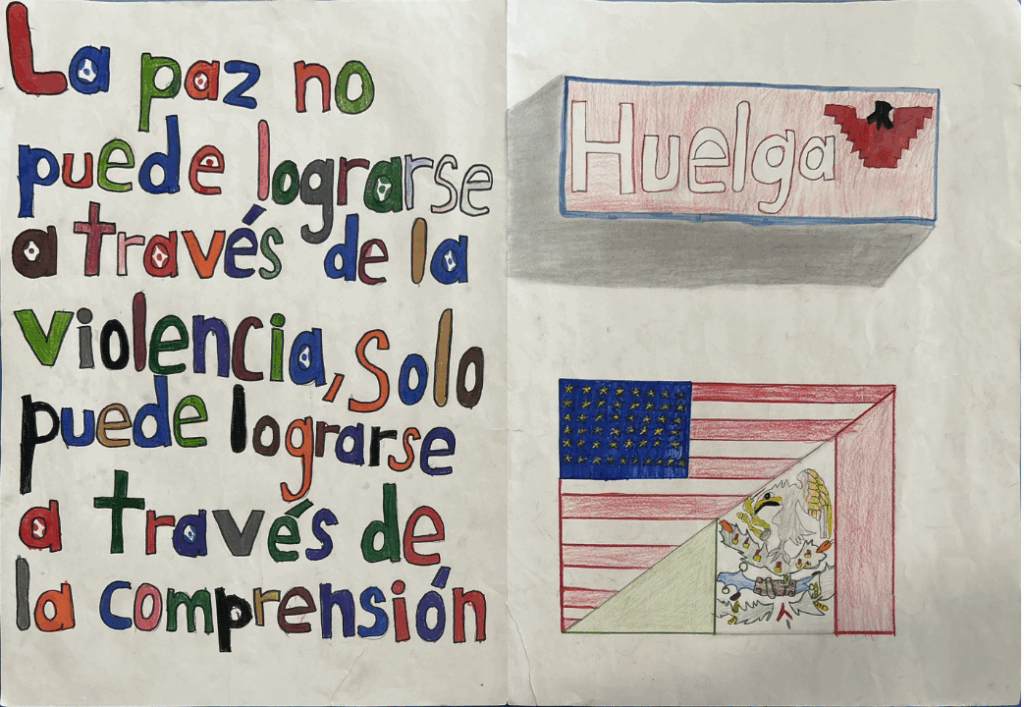 La paz no
puede lograrse
a través de la
violencia, Solo
puede lograrse
a través de
la comprensión
Huelga